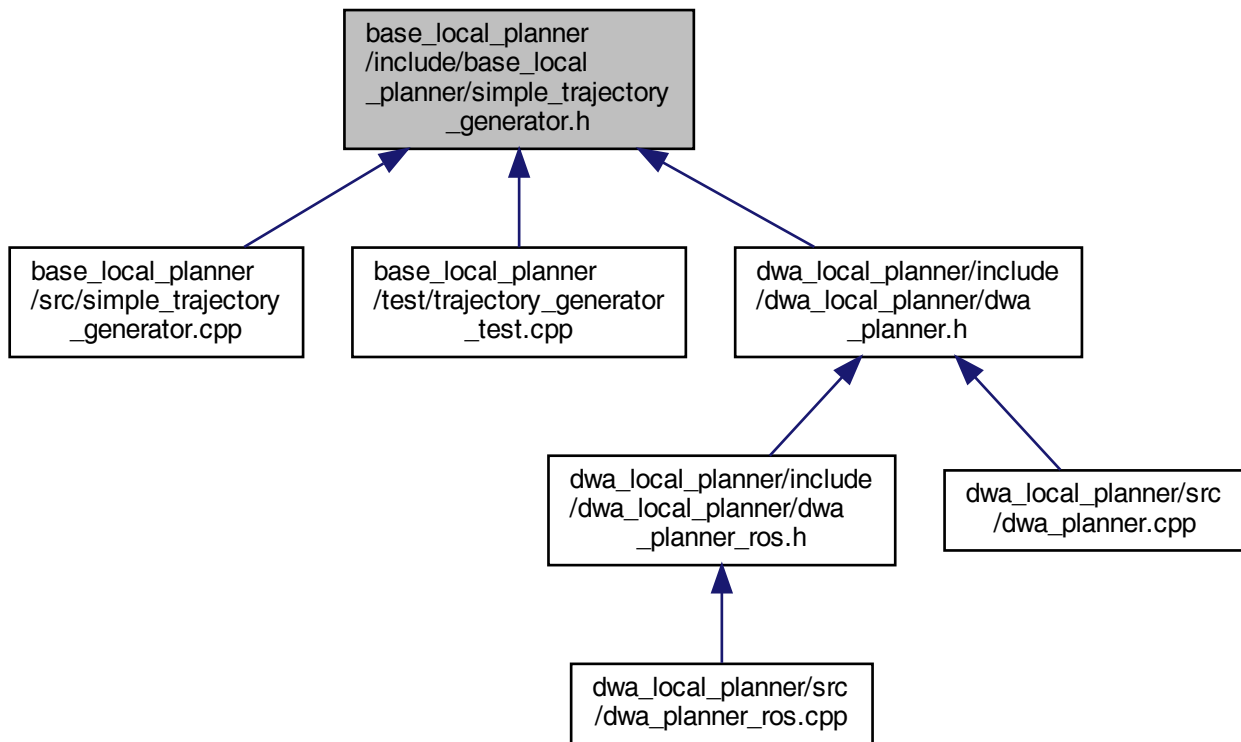 base_local_planner
/include/base_local
_planner/simple_trajectory
_generator.h
base_local_planner
/src/simple_trajectory
_generator.cpp
base_local_planner
/test/trajectory_generator
_test.cpp
dwa_local_planner/include
/dwa_local_planner/dwa
_planner.h
dwa_local_planner/include
/dwa_local_planner/dwa
_planner_ros.h
dwa_local_planner/src
/dwa_planner.cpp
dwa_local_planner/src
/dwa_planner_ros.cpp